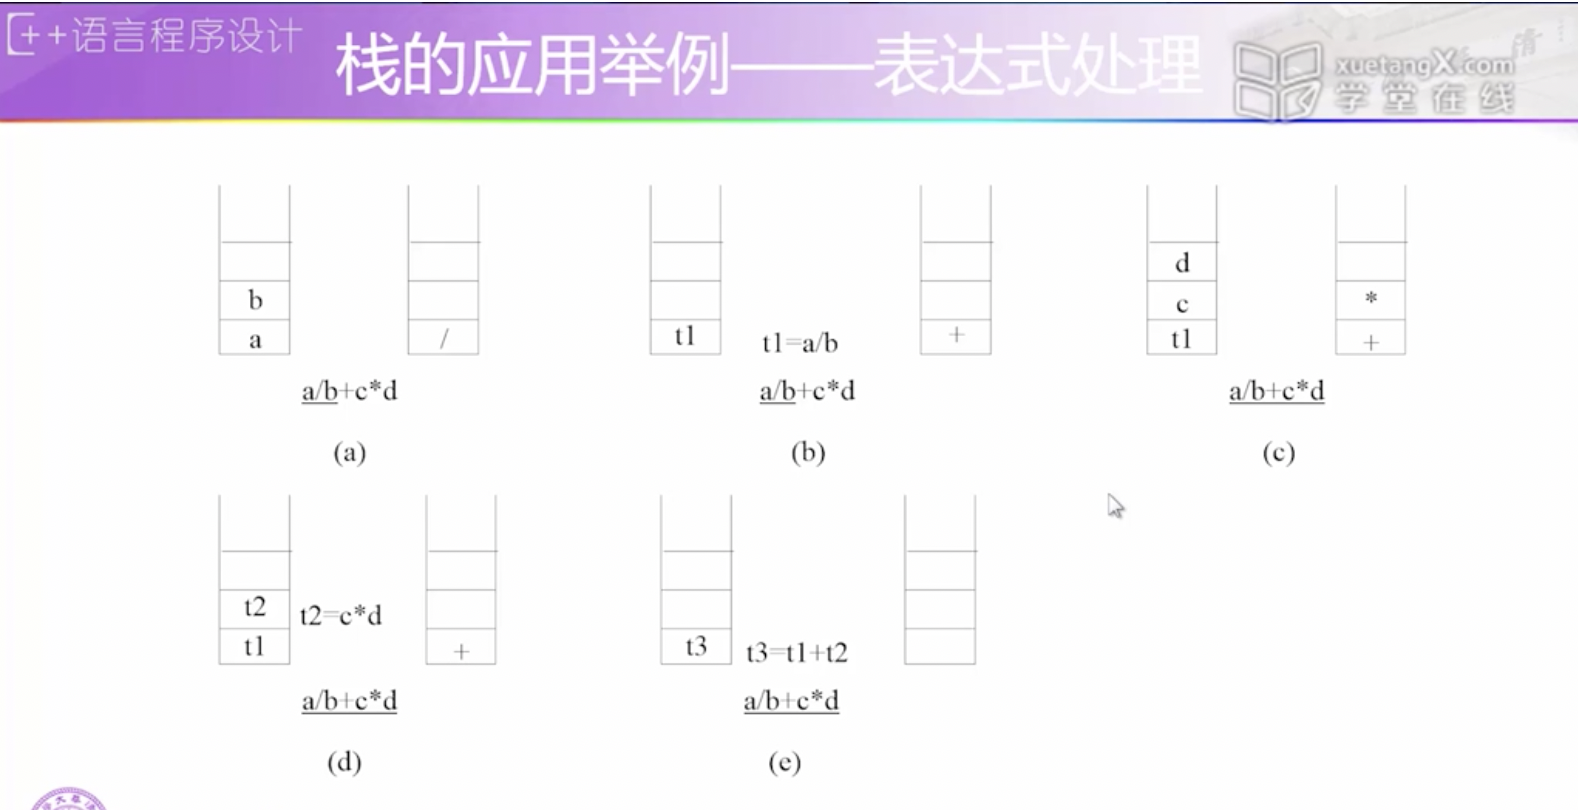 C++语言程序设计
栈的应用举例——表达式处理
xuetangX.com
学堂在线
b
a
/
a/b+c*d
(a)
t1
t1=a/b
+
a/b+c*d
(b)
d
c
t1
*
+
a/b+c*d
(c)
t2
t1
t2=c*d
+
a/b+c*d
(d)
t3
t3=t1+t2
a/b+c*d
(e)